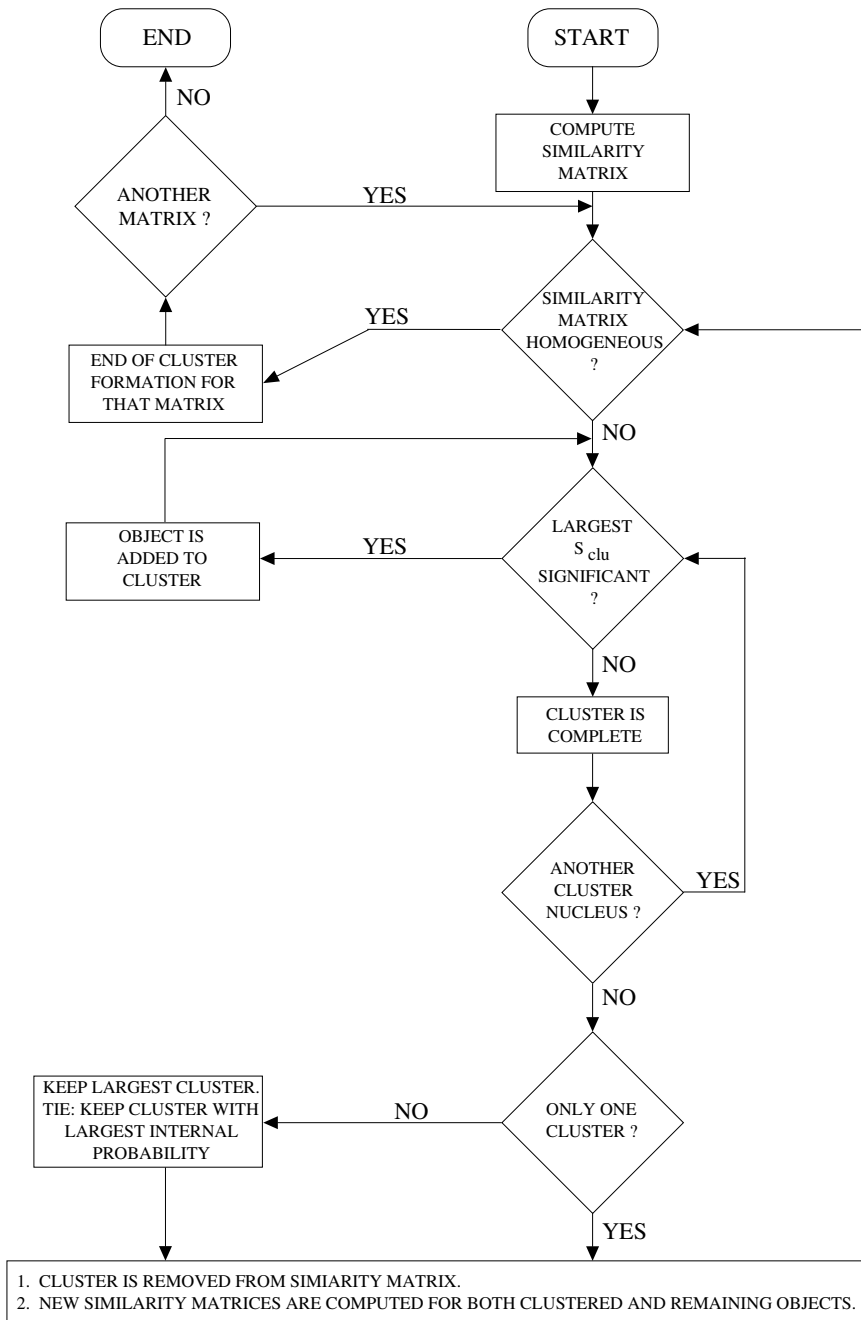 END
START
NO
COMPUTE
SIMILARITY
MATRIX
ANOTHER
MATRIX ?
YES
SIMILARITY
MATRIX
HOMOGENEOUS
?
YES
END OF CLUSTER
FORMATION FOR
THAT MATRIX
NO
OBJECT IS
ADDED TO
CLUSTER
YES
LARGEST
S clu
SIGNIFICANT
?
NO
CLUSTER IS
COMPLETE
ANOTHER
CLUSTER
NUCLEUS ?
YES
NO
KEEP LARGEST CLUSTER.
TIE: KEEP CLUSTER WITH
LARGEST INTERNAL
PROBABILITY
NO
ONLY ONE
CLUSTER ?
YES
1. CLUSTER IS REMOVED FROM SIMIARITY MATRIX.
2. NEW SIMILARITY MATRICES ARE COMPUTED FOR BOTH CLUSTERED AND REMAINING OBJECTS.